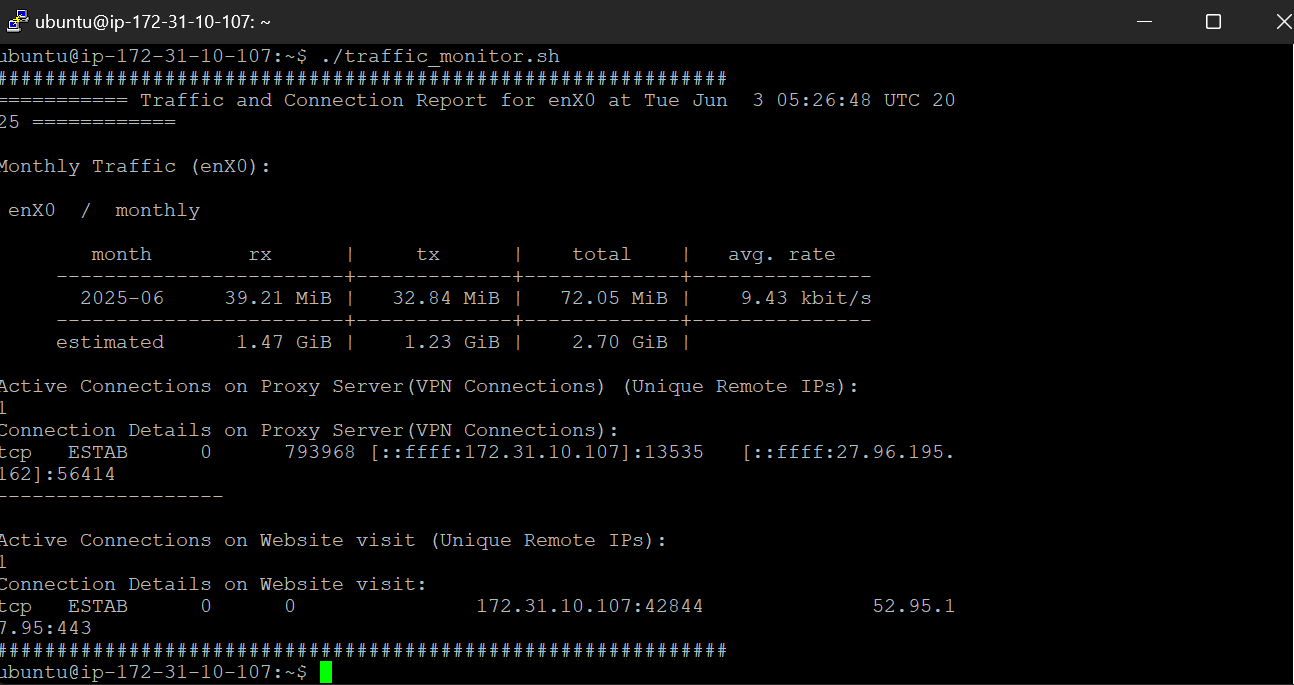 ubuntu@ip-172-31-10-107: ~
ubuntu@ip-172-31-10-107:~$ ./traffic_monitor.sh
#############################################################
=========== Traffic and Connection Report for enX0 at Tue Jun  3 05:26:48 UTC 20
25 ============
Monthly Traffic (enX0):
 enX0  /  monthly
        month        rx      |     tx      |    total    |   avg. rate
     ------------------------+-------------+-------------+---------------
       2025-06     39.21 MiB |   32.84 MiB |   72.05 MiB |    9.43 kbit/s
     ------------------------+-------------+-------------+---------------
     estimated      1.47 GiB |    1.23 GiB |    2.70 GiB |
Active Connections on Proxy Server(VPN Connections) (Unique Remote IPs):
1
Connection Details on Proxy Server(VPN Connections):
tcp   ESTAB      0      793968 [::ffff:172.31.10.107]:13535   [::ffff:27.96.195.
162]:56414
-------------------
Active Connections on Website visit (Unique Remote IPs):
1
Connection Details on Website visit:
tcp   ESTAB      0      0               172.31.10.107:42844              52.95.1
7.95:443
#############################################################
ubuntu@ip-172-31-10-107:~$